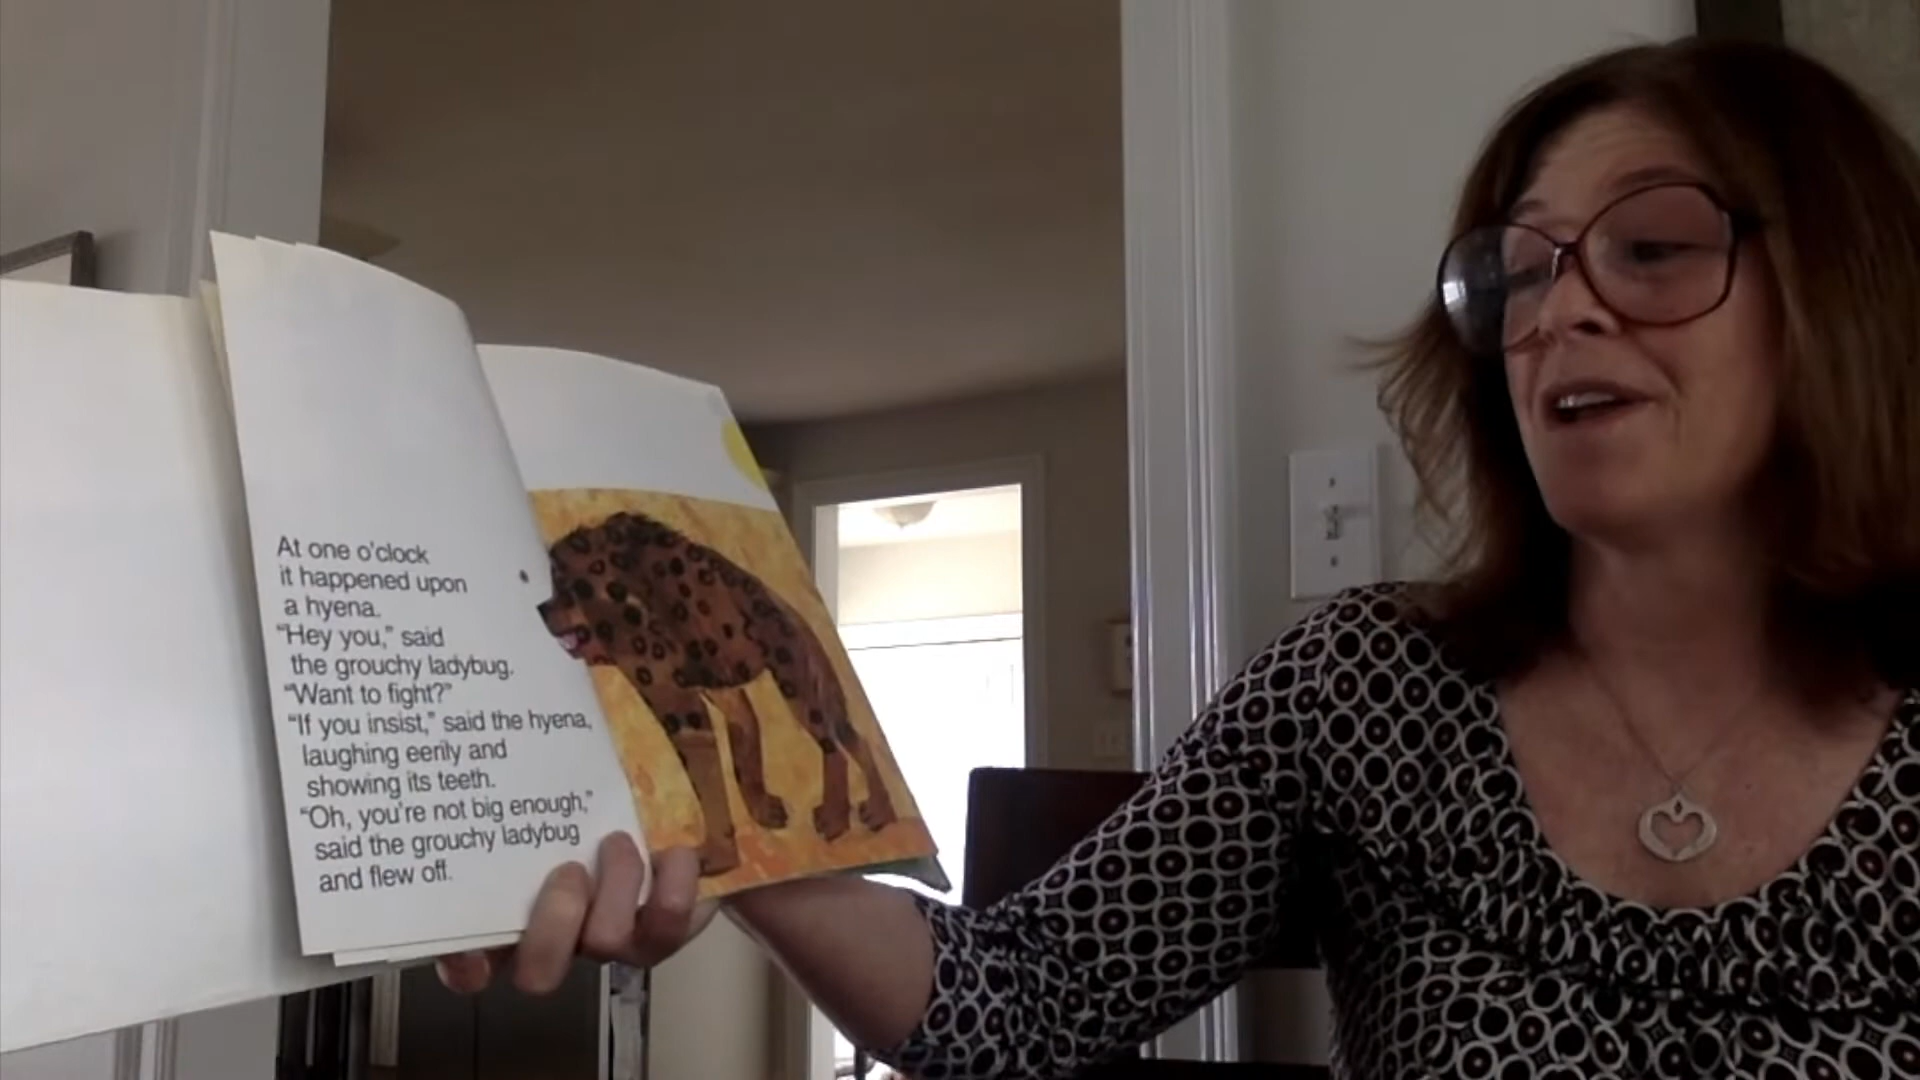 At one o'clock
it happened upon
a hyena.
“Hey you,” said
the grouchy ladybug.
“Want to fight?”
“If you insist,” said the hyena,
laughing eerily and
showing its teeth.
“Oh, you're not big enough,”
said the grouchy ladybug
and flew off.